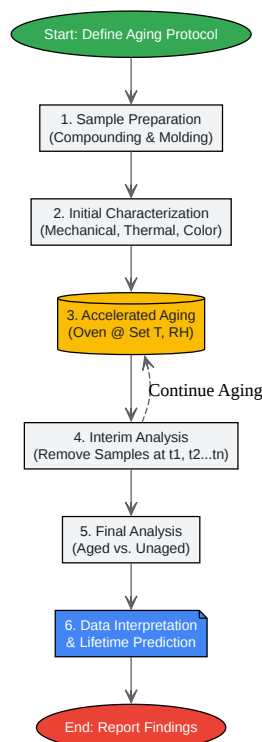 Start: Define Aging Protocol
1. Sample Preparation
(Compounding & Molding)
2. Initial Characterization
(Mechanical, Thermal, Color)
3. Accelerated Aging
(Oven @ Set T, RH)
Continue Aging
4. Interim Analysis
(Remove Samples at t1, t2...tn)
5. Final Analysis
(Aged vs. Unaged)
6. Data Interpretation
& Lifetime Prediction
End: Report Findings